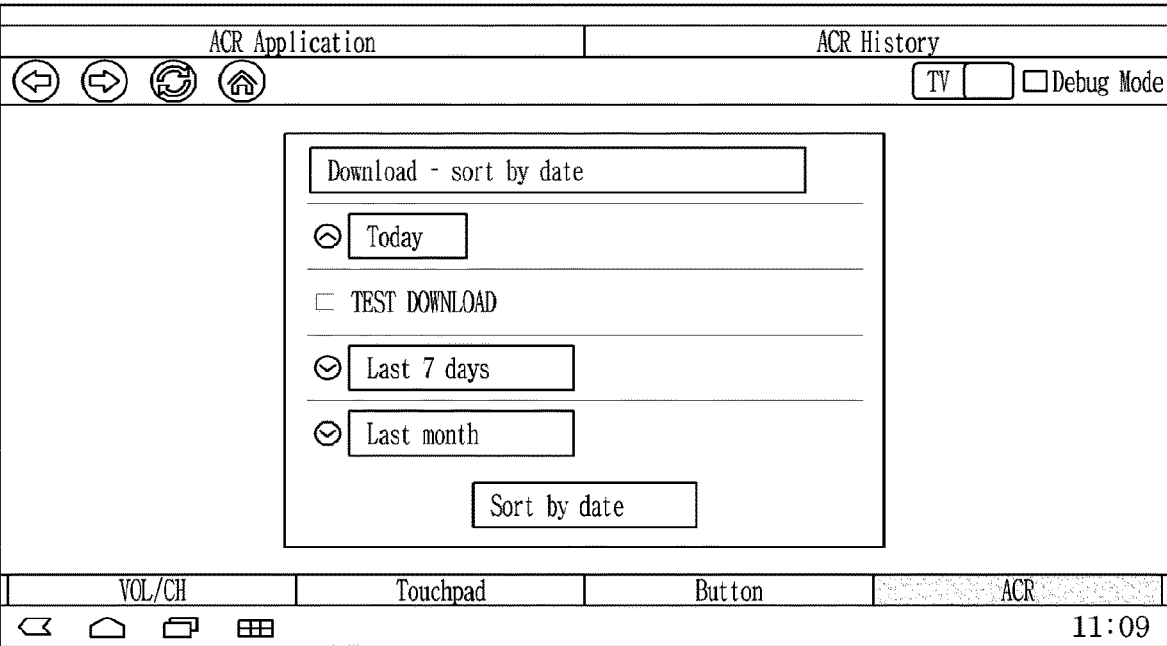 ACR Application ACR History
TV Debug Mode
Download - sort by date
Today
TEST DOWNLOAD
Last 7 days
Last month
Sort by date
VOL/CH Touchpad Button ACR
11:09